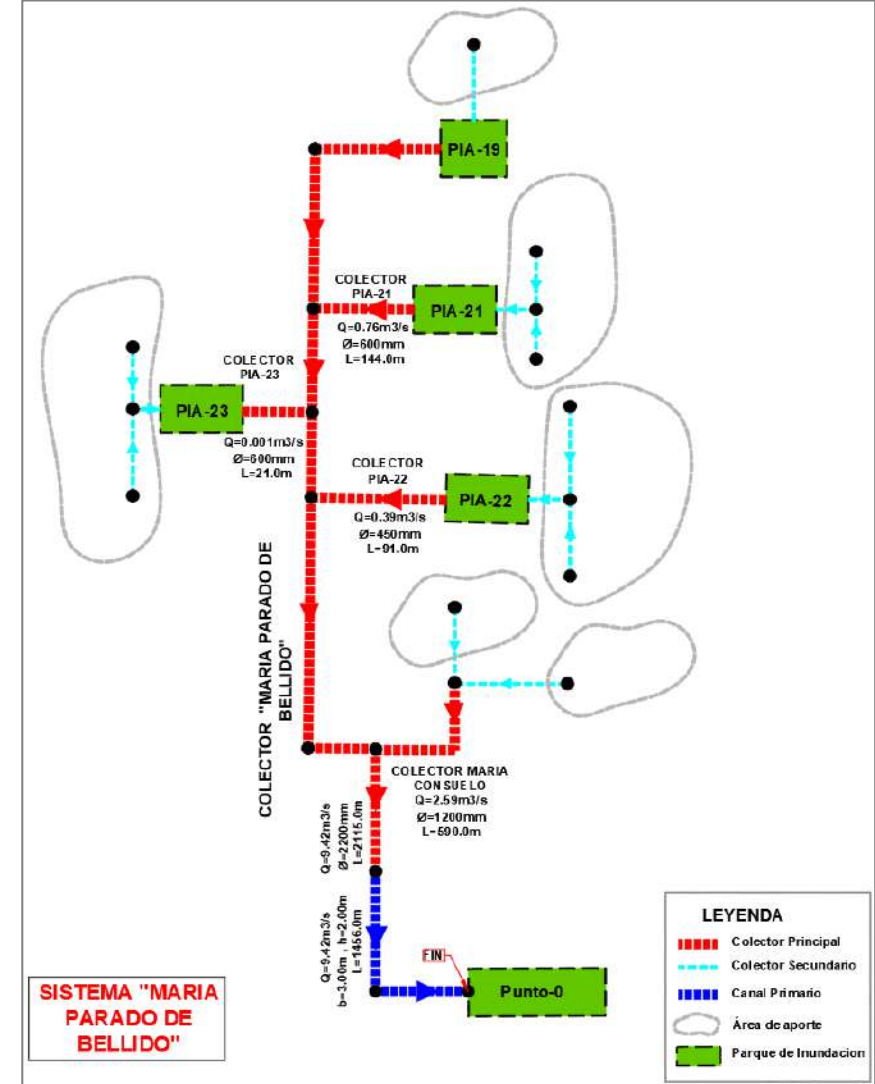 PIA-19
COLECTOR
PIA-21
PIA-21
Q=0.76m3/s
Ø=600mm
L=144.0m
COLECTOR
PIA-23
PIA-23
Q=0.001m3/s
Ø=600mm
L=21.0m
COLECTOR
PIA-22
PIA-22
Q=0.39m3/s
Ø=450mm
L=91.0m
COLECTOR "MARIA PARADO DE
BELLIDO"
COLECTOR MARIA
CONSUELO
Q=2.59m3/s
Ø=1200mm
L=590.0m
Q=9.42m3/s
Ø=2200mm
L=2115.0m
Q=9.42m3/s
b=3.00m , h=2.00m
L=1456.0m
FIN
Punto-0
SISTEMA "MARIA
PARADO DE
BELLIDO"
LEYENDA
Colector Principal
Colector Secundario
Canal Primario
Área de aporte
Parque de Inundacion